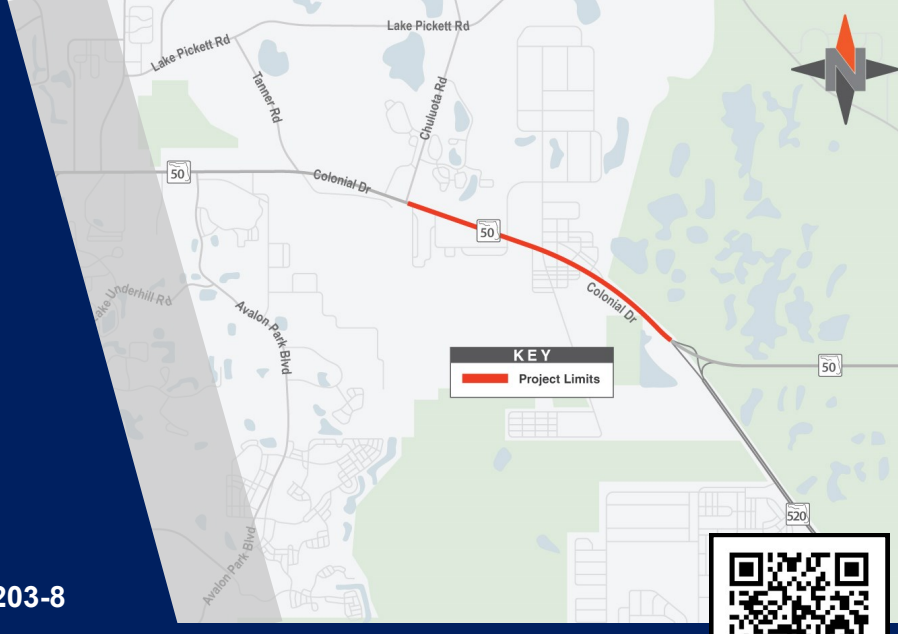 Lake Pickett Rd
Lake Pickett Rd
N
Tanner Rd
Chuluota Rd
50
Colonial Dr
50
Lake Underhill Rd
Colonial Dr
Avalon Park Blvd
KEY
Project Limits
50
520
Avalon Park Blvd
203-8